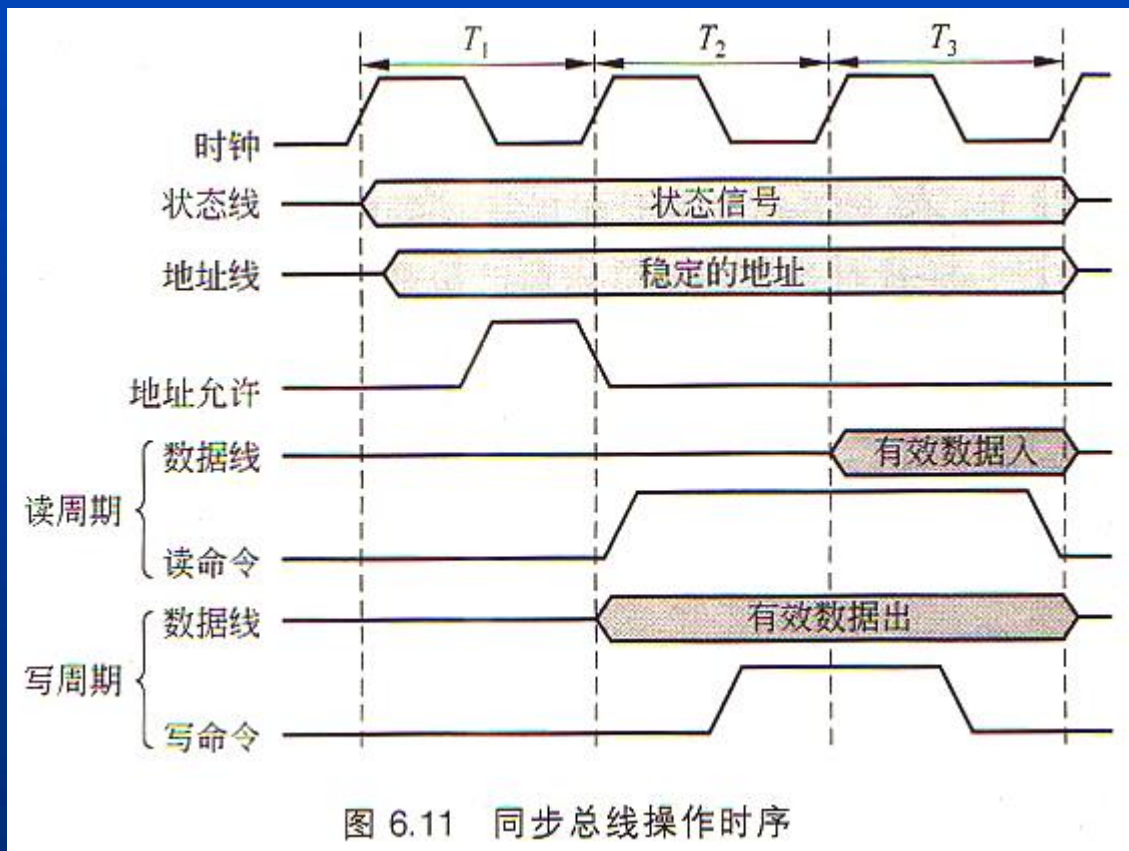 T1 T2 T3
时钟
状态线 状态信号
地址线 稳定的地址
地址允许
读周期
数据线 有效数据入
读命令
写周期
数据线 有效数据出
写命令
图 6.11 同步总线操作时序